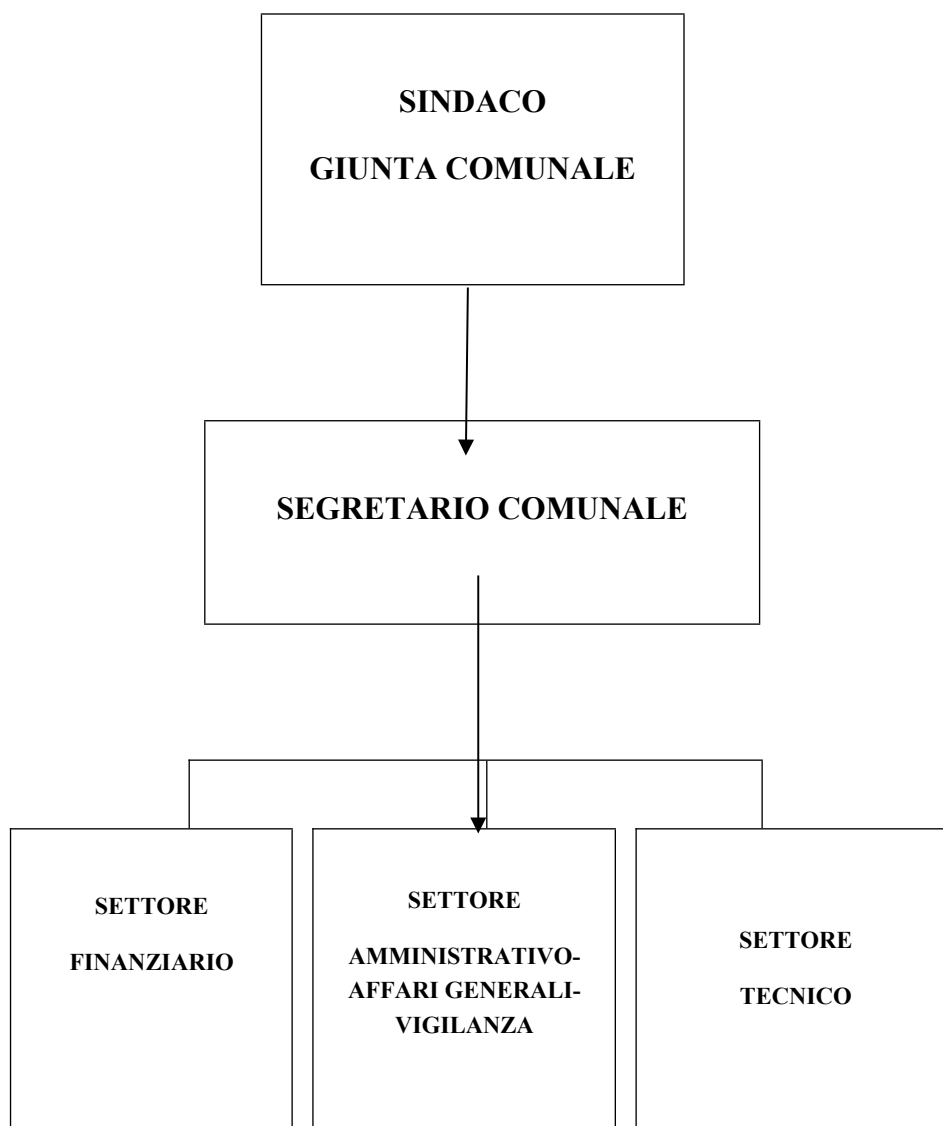 SINDACO
GIUNTA COMUNALE
SEGRETARIO COMUNALE
SETTORE
FINANZIARIO
SETTORE
AMMINISTRATIVO-
AFFARI GENERALI-
VIGILANZA
SETTORE
TECNICO